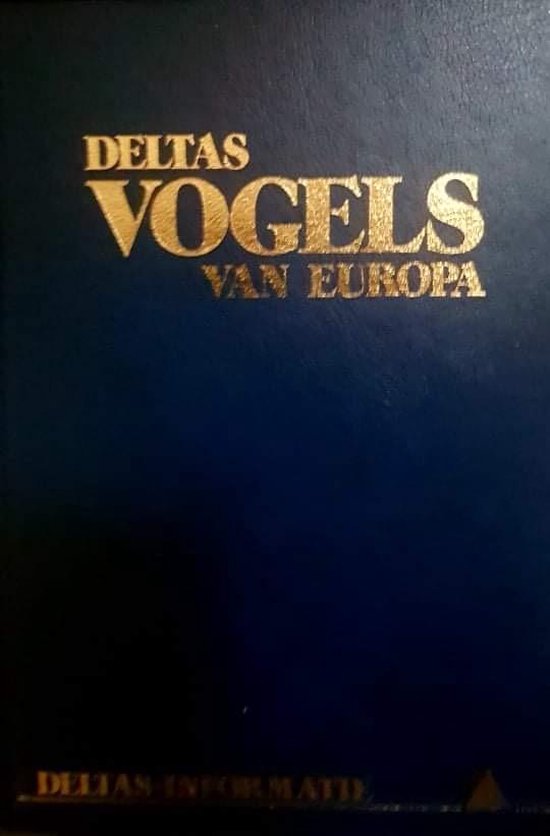 DELTAS
VOGELS
VAN EUROPA
DELTAS-INFORMATIE